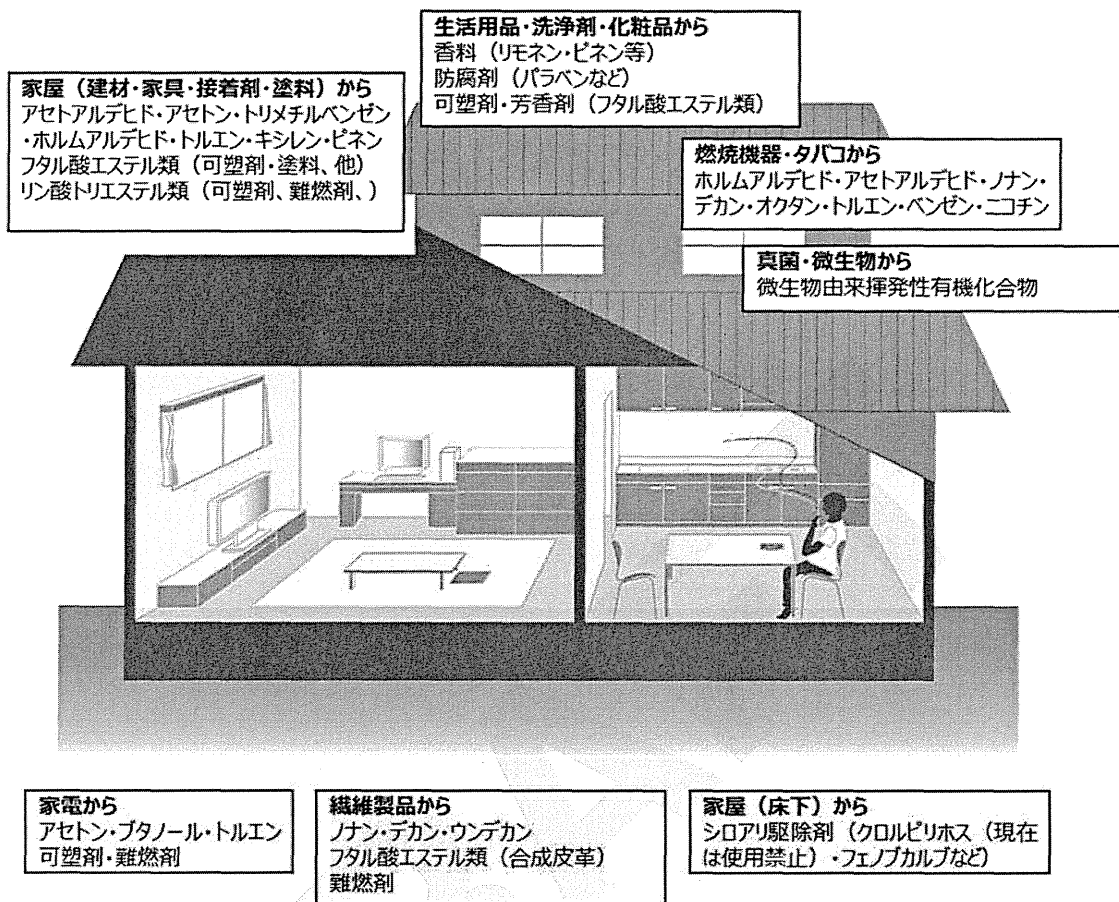 生活用品・洗浄剤・化粧品から
香料（リモネン・ピネン等）
防腐剤（パラベンなど）
可塑剤・芳香剤（フタル酸エステル類）
家屋（建材・家具・接着剤・塗料）から
アセトアルデヒド・アセトン・トリメチルベンゼン
・ホルムアルデヒド・トルエン・キシレン・ピネン
フタル酸エステル類（可塑剤・塗料、他）
リン酸トリエステル類（可塑剤、難燃剤、）
燃焼機器・タバコから
ホルムアルデヒド・アセトアルデヒド・ノナン・
デカン・オクタン・トルエン・ベンゼン・ニコチン
真菌・微生物から
微生物由来揮発性有機化合物
家電から
アセトン・ブタノール・トルエン
可塑剤・難燃剤
繊維製品から
ノナン・デカン・ウンデカン
フタル酸エステル類（合成皮革）
難燃剤
家屋（床下）から
シロアリ駆除剤（クロルピリホス（現在
は使用禁止）・フェノブカルブなど）